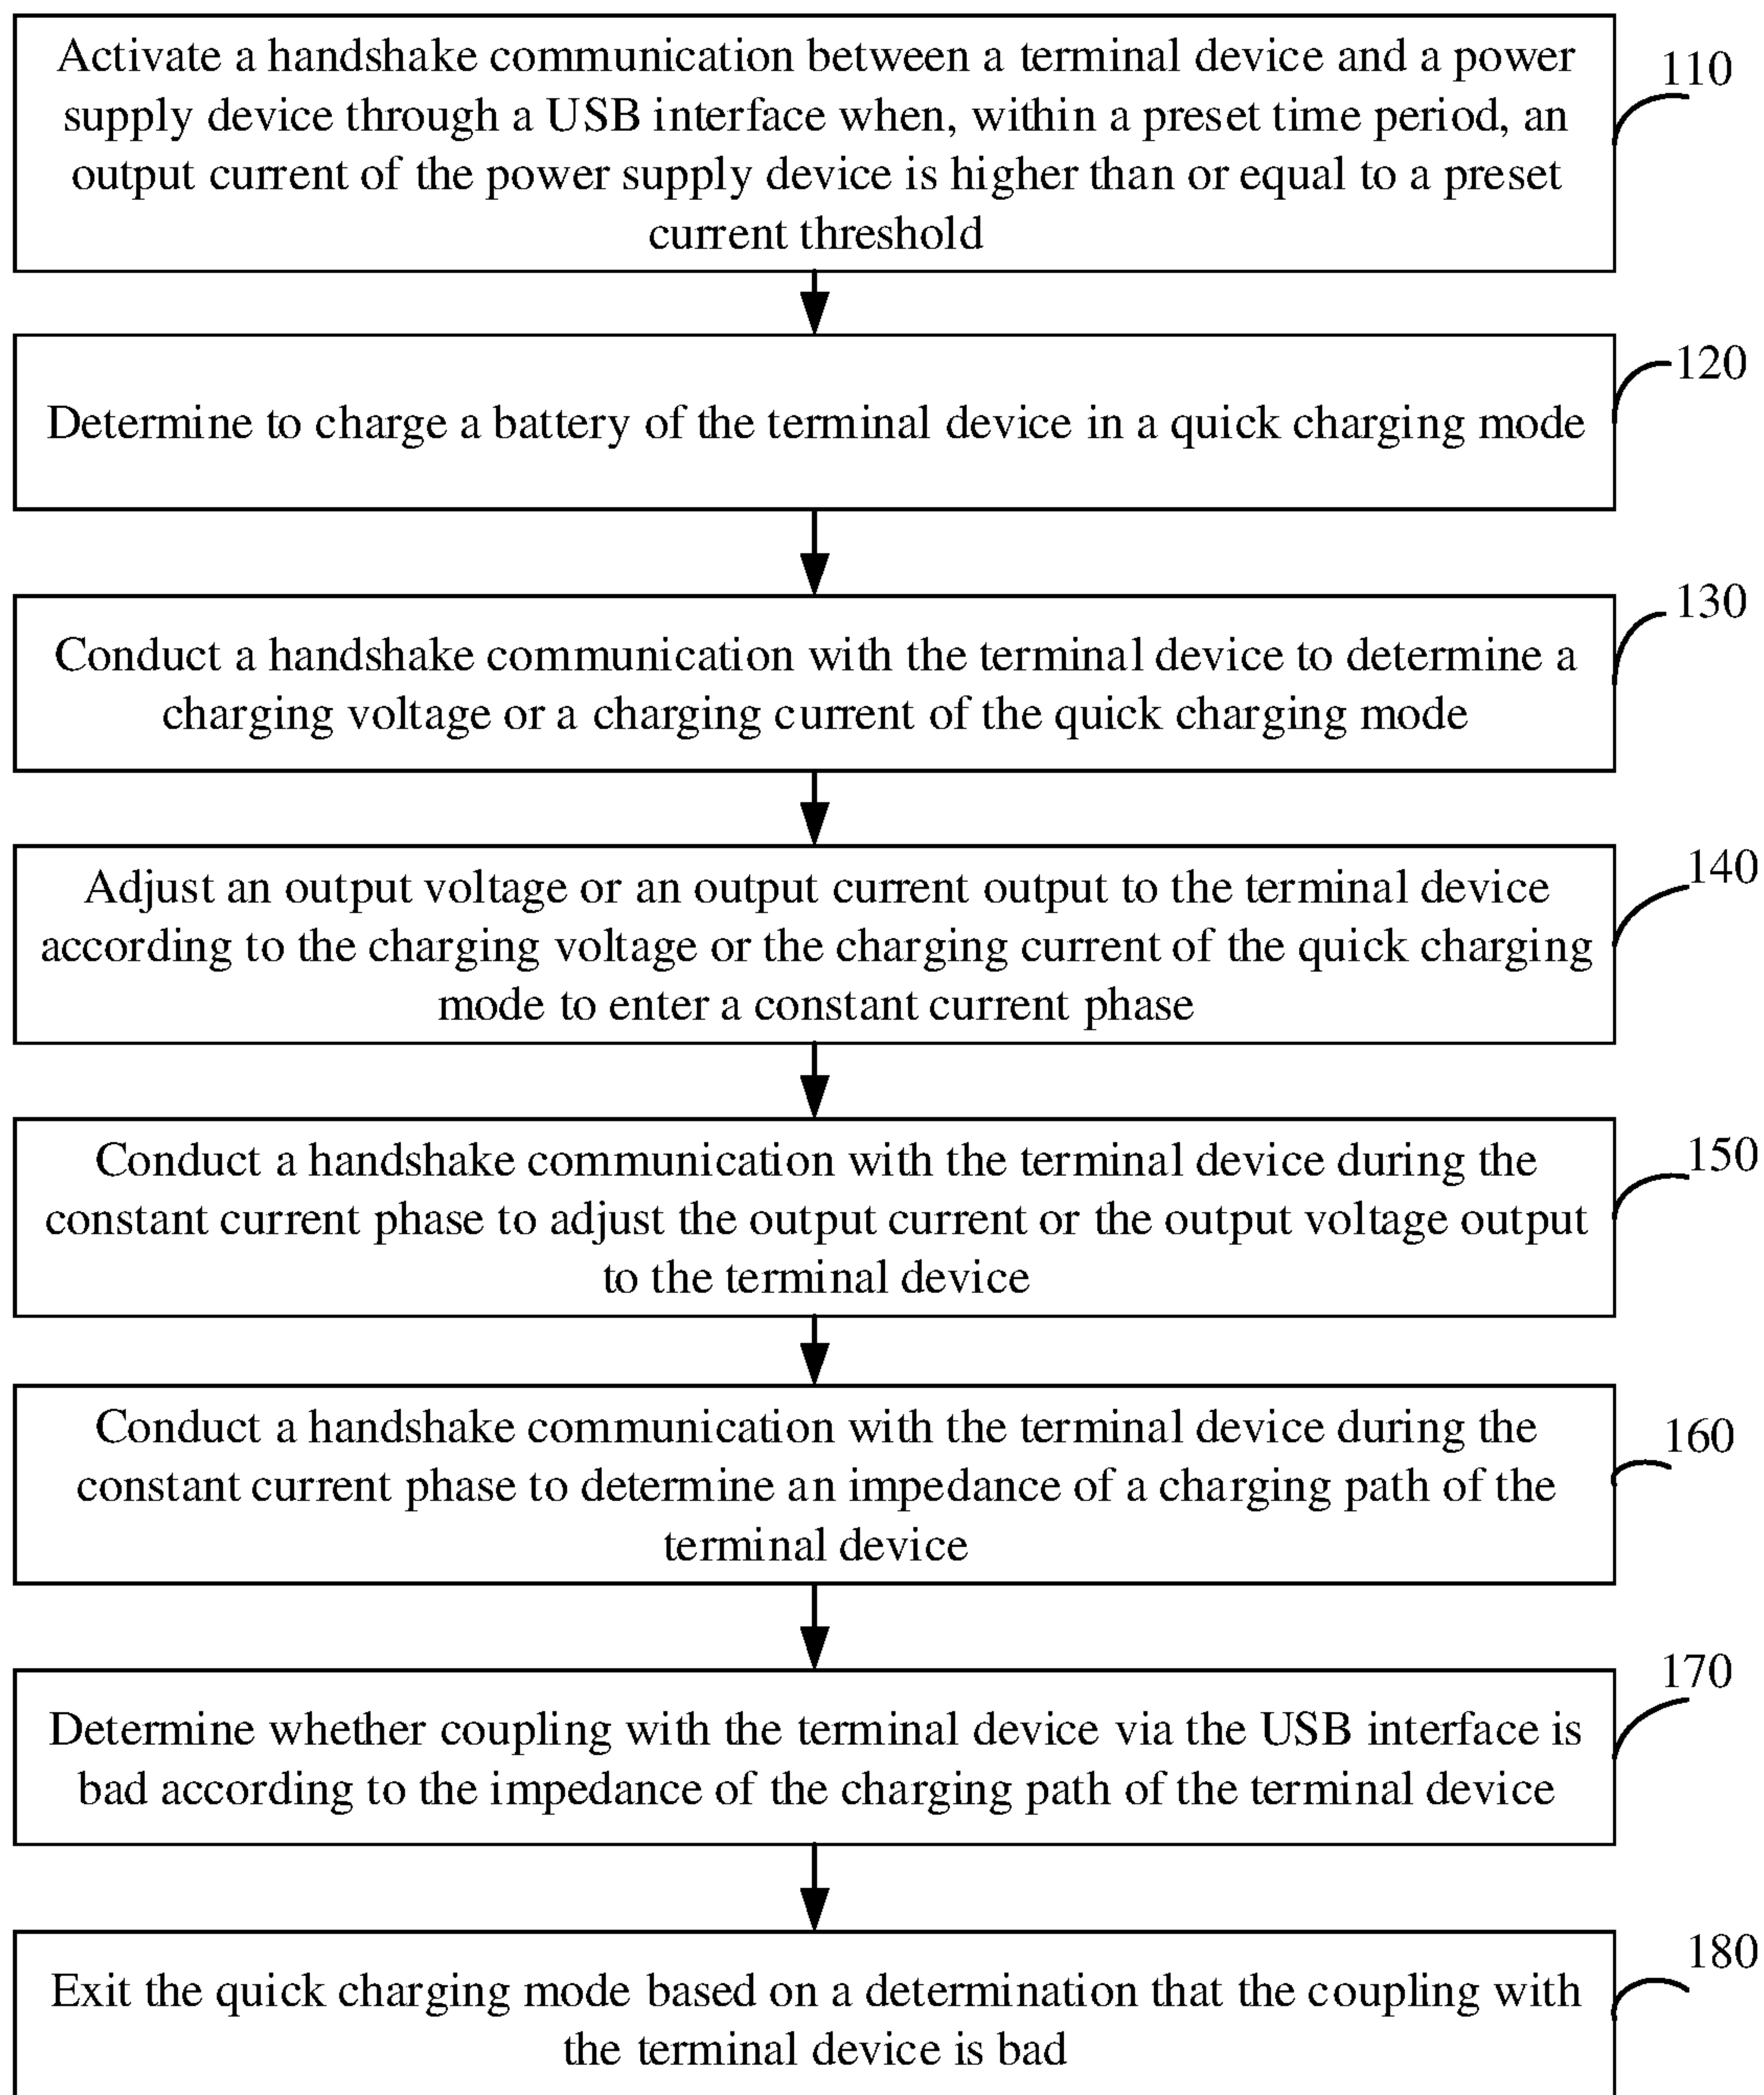 Activate a handshake communication between a terminal device and a power
supply device through a USB interface when, within a preset time period, an
output current of the power supply device is higher than or equal to a preset
current threshold
110
Determine to charge a battery of the terminal device in a quick charging mode
120
Conduct a handshake communication with the terminal device to determine a
charging voltage or a charging current of the quick charging mode
130
Adjust an output voltage or an output current output to the terminal device
according to the charging voltage or the charging current of the quick charging
mode to enter a constant current phase
140
Conduct a handshake communication with the terminal device during the
constant current phase to adjust the output current or the output voltage output
to the terminal device
150
Conduct a handshake communication with the terminal device during the
constant current phase to determine an impedance of a charging path of the
terminal device
160
Determine whether coupling with the terminal device via the USB interface is
bad according to the impedance of the charging path of the terminal device
170
Exit the quick charging mode based on a determination that the coupling with
the terminal device is bad
180